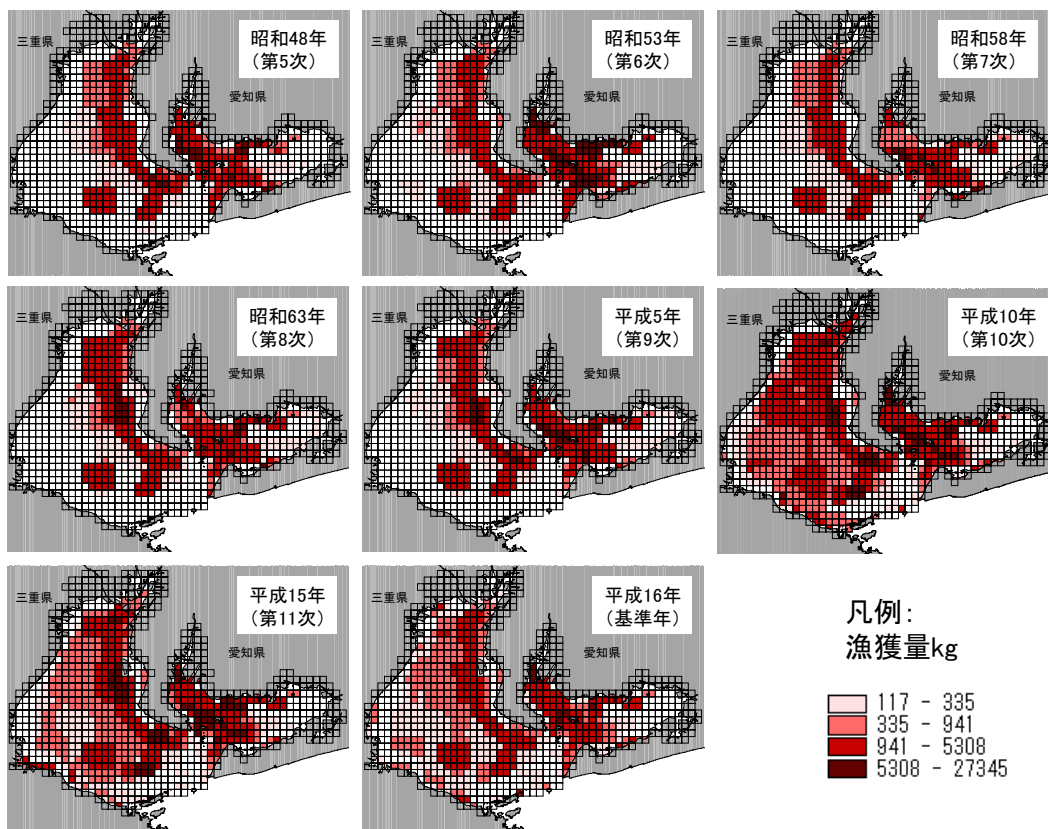 三重県
昭和48年
(第5次)
愛知県
三重県
昭和53年
(第6次)
愛知県
三重県
昭和58年
(第7次)
愛知県
三重県
昭和63年
(第8次)
愛知県
三重県
平成5年
(第9次)
愛知県
三重県
平成10年
(第10次)
愛知県
三重県
平成15年
(第11次)
愛知県
三重県
平成16年
(基準年)
愛知県
凡例:
漁獲量kg
117 - 335
335 - 941
941 - 5308
5308 - 27345